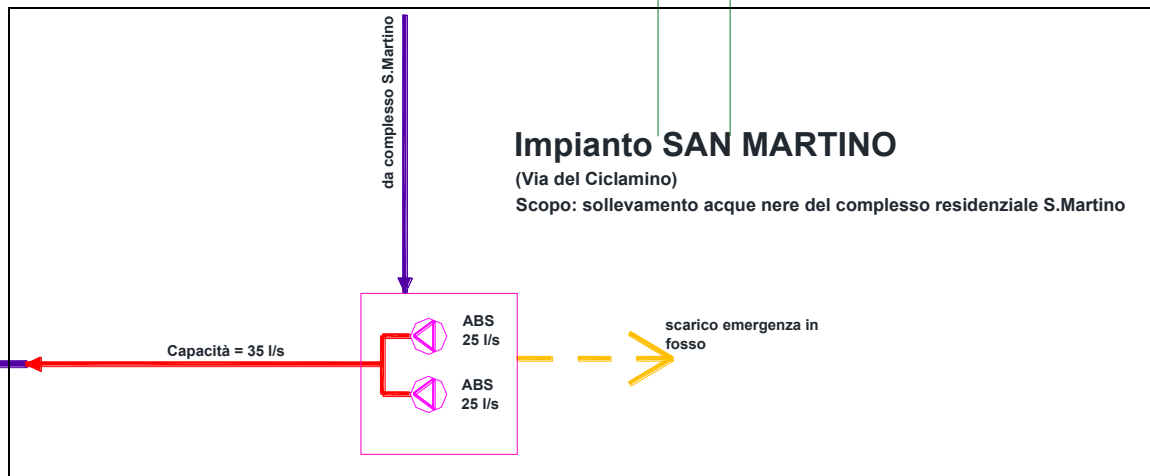 da complesso S.Martino
Impianto SAN MARTINO
(Via del Ciclamino)
Scopo: sollevamento acque nere del complesso residenziale S.Martino
ABS
25 l/s
scarico emergenza in
fosso
Capacità = 35 l/s
ABS
25 l/s